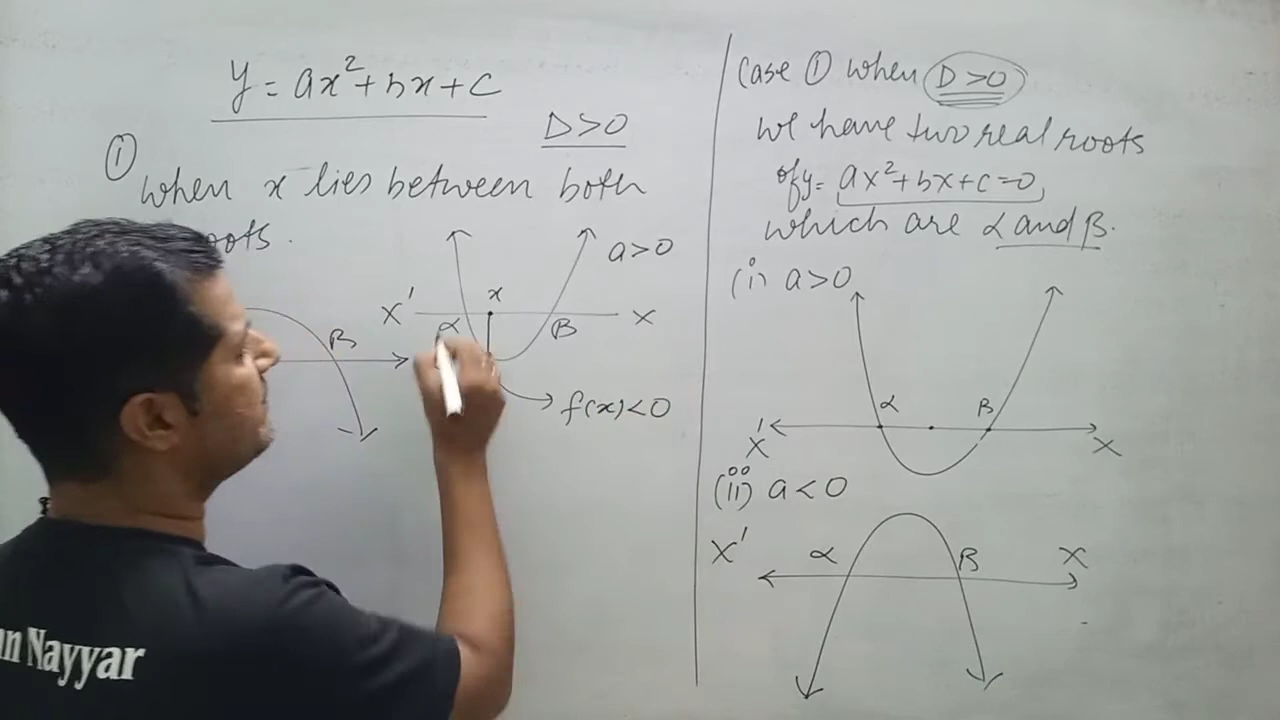 y = ax²+bx+c
D>0
① when x lies between both
roots.
a>0
X' x X
α β
β
f(x)<0
case ① when D>0
we have two real roots
of y= ax²+bx+c=0,
which are α and β.
(i) a>0
α β
X' X
(ii) a<0
X' α β X
Nayyar